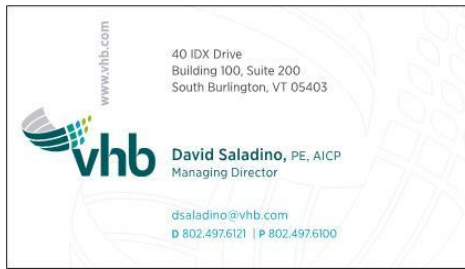 www.vhb.com
40 IDX Drive
Building 100, Suite 200
South Burlington, VT 05403
vhb
David Saladino, PE, AICP
Managing Director
dsaladino@vhb.com
D 802.497.6121 | P 802.497.6100